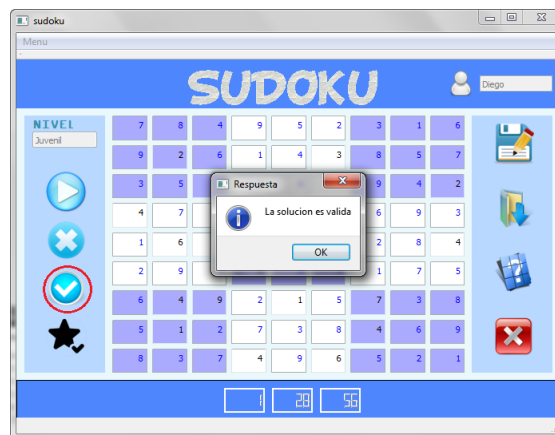 sudoku
Menu
SUDOKU
Diego
NIVEL
Juvenil
7 8 4 9 5 2 3 1 6
9 2 6 1 4 3 8 5 7
3 5 9 4 2
Respuesta
La solucion es valida
OK
4 7 6 9 3
1 6 2 8 4
2 9 1 7 5
6 4 9 2 1 5 7 3 8
5 1 2 7 3 8 4 6 9
8 3 7 4 9 6 5 2 1
1 28 56